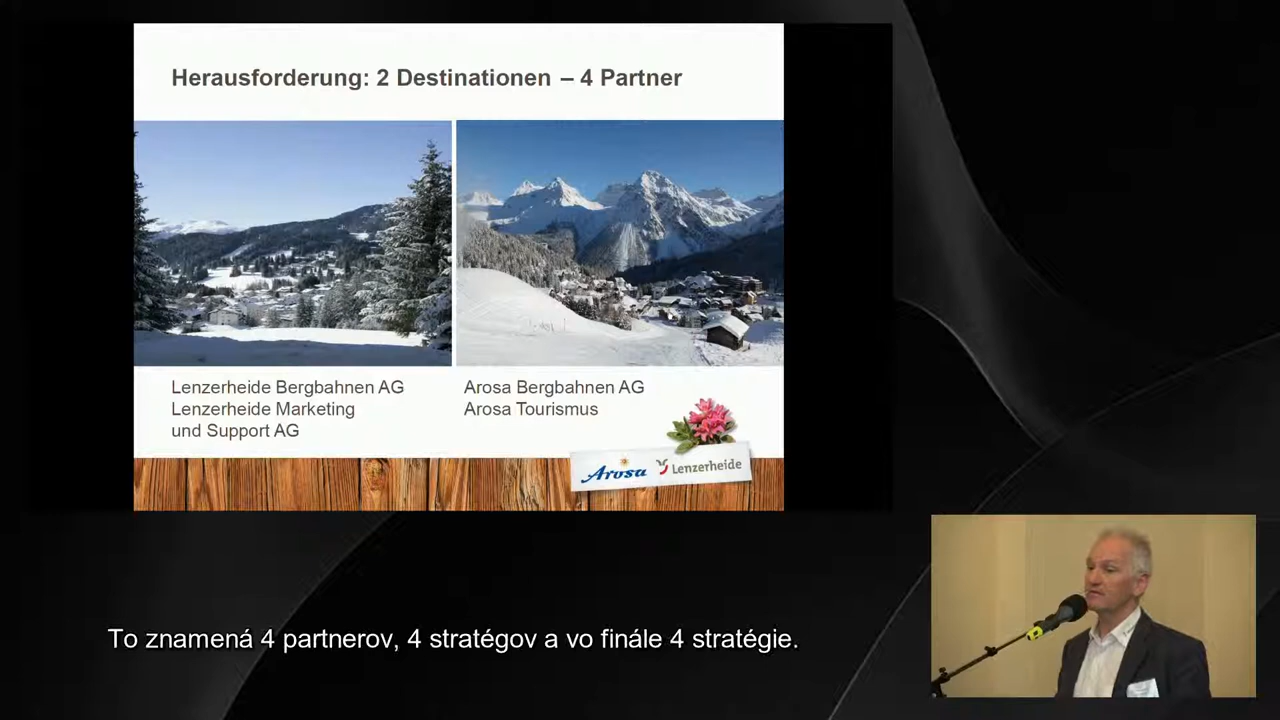 Herausforderung: 2 Destinationen – 4 Partner
Lenzerheide Bergbahnen AG
Lenzerheide Marketing
und Support AG
Arosa Bergbahnen AG
Arosa Tourismus
Arosa Lenzerheide
To znamená 4 partnerov, 4 stratégov a vo finále 4 stratégie.